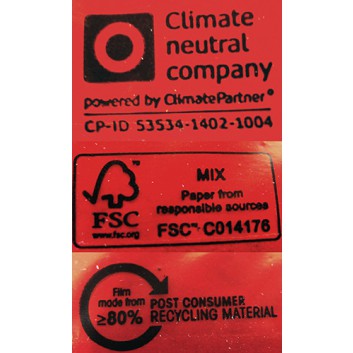 Climate
neutral
company
powered by ClimatePartner®
CP-ID 53534-1402-1004
FSC™
www.fsc.org
MIX
Paper from
responsible sources
FSC™ C014176
Film
made from
≥80%
POST CONSUMER
RECYCLING MATERIAL